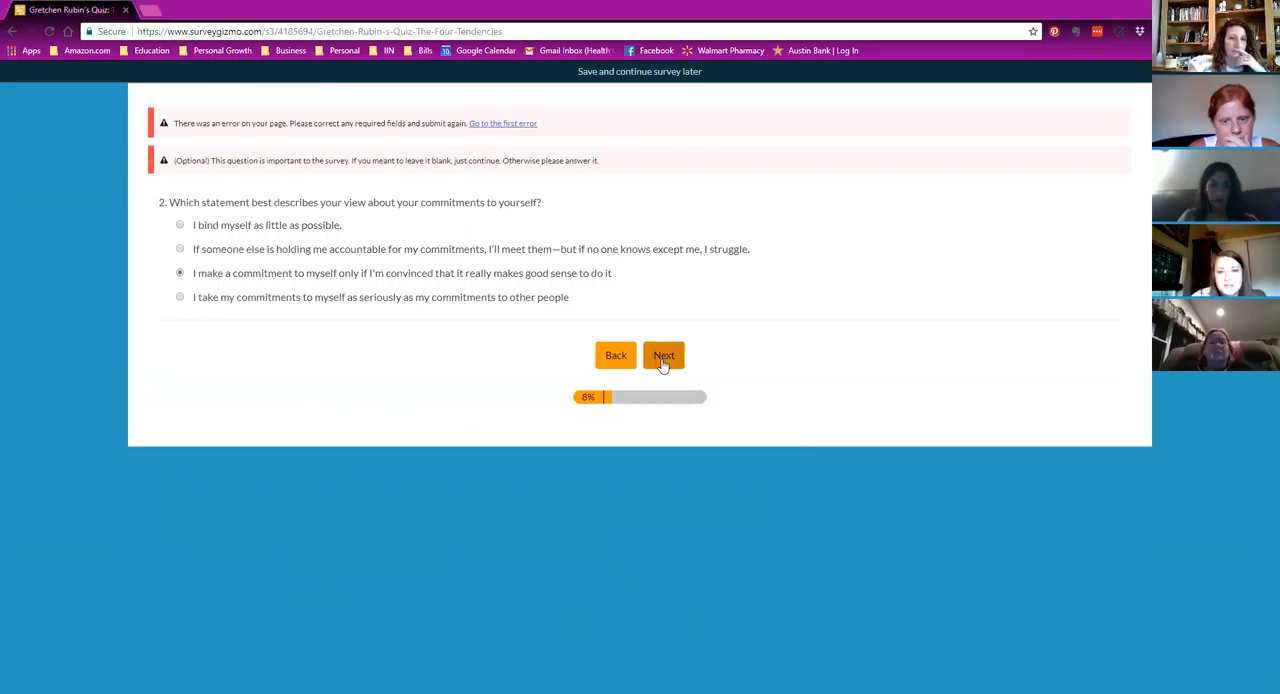 Gretchen Rubin's Quiz: T
Secure https://www.surveygizmo.com/s3/4185694/Gretchen-Rubin-s-Quiz-The-Four-Tendencies
Apps Amazon.com Education Personal Growth Business Personal IIN Bills Google Calendar Gmail Inbox (Health Facebook Walmart Pharmacy Austin Bank | Log In
Save and continue survey later
There was an error on your page. Please correct any required fields and submit again. Go to the first error
(Optional) This question is important to the survey. If you meant to leave it blank, just continue. Otherwise please answer it.
2. Which statement best describes your view about your commitments to yourself?
I bind myself as little as possible.
If someone else is holding me accountable for my commitments, I'll meet them—but if no one knows except me, I struggle.
I make a commitment to myself only if I'm convinced that it really makes good sense to do it
I take my commitments to myself as seriously as my commitments to other people
Back Next
8%